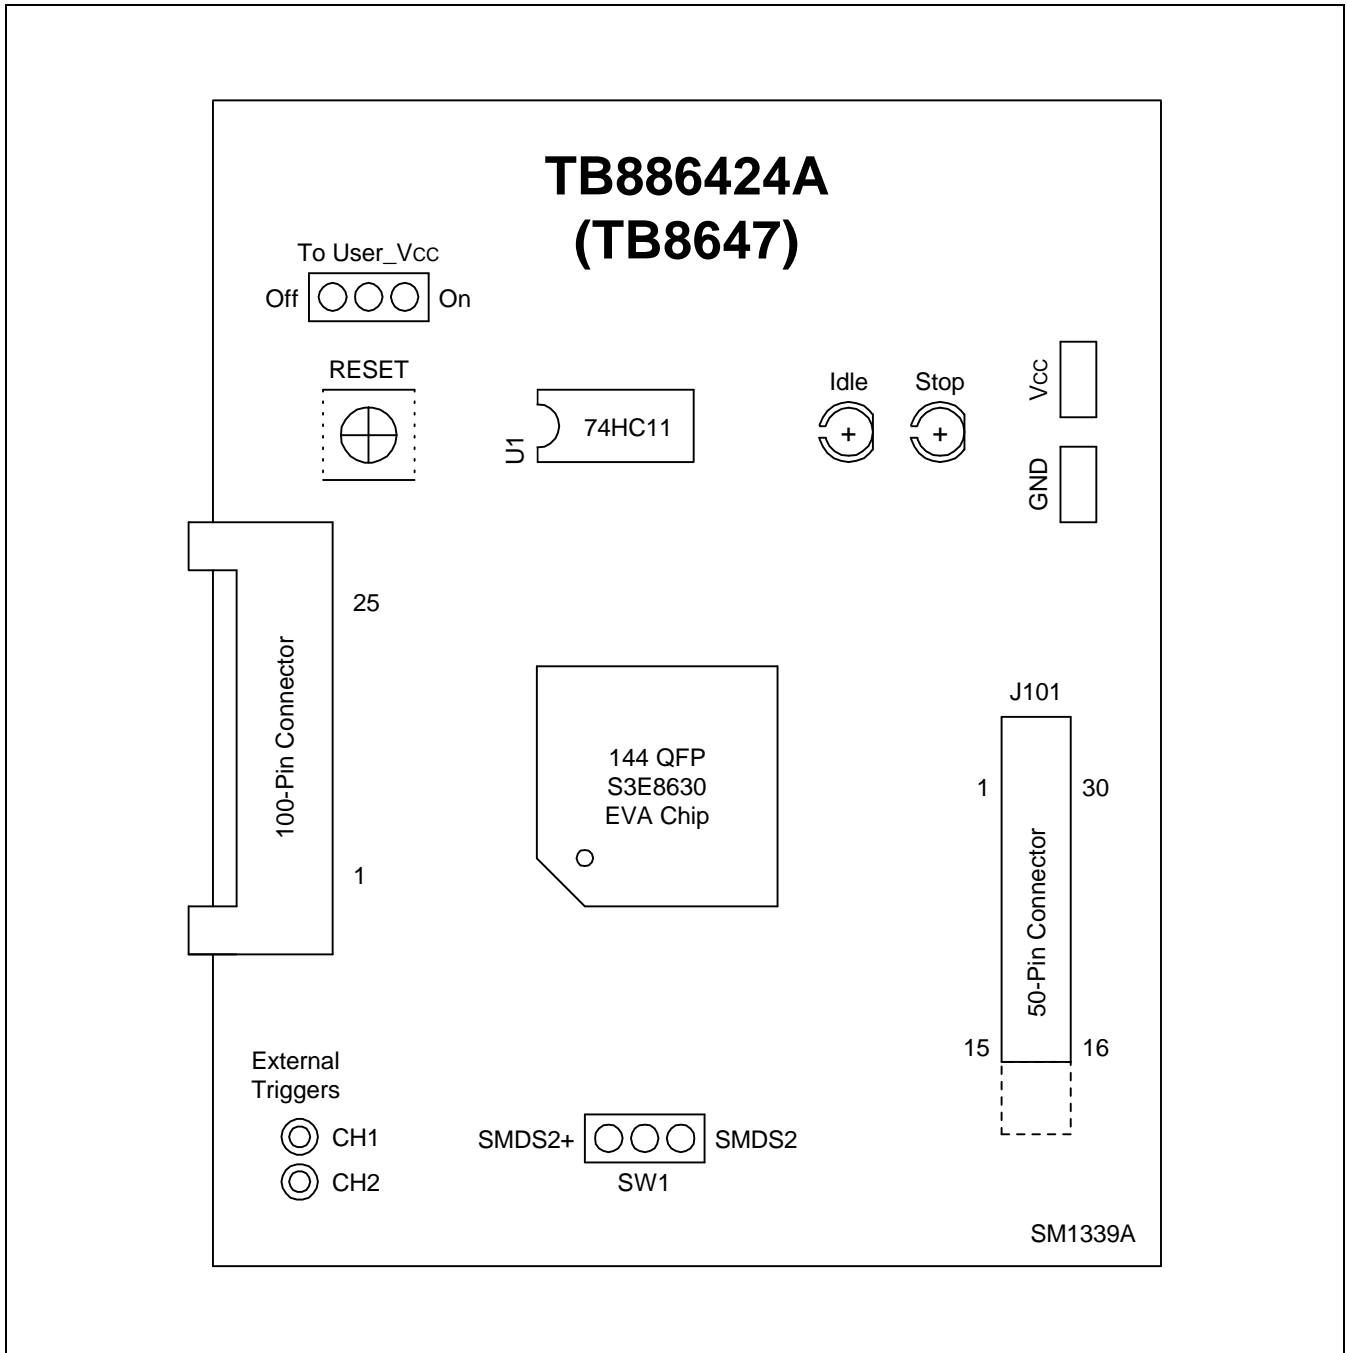 TB886424A
(TB8647)
To User_Vcc
Off
On
RESET
U1
74HC11
Idle
Stop
Vcc
GND
25
100-Pin Connector
1
144 QFP
S3E8630
EVA Chip
J101
1
30
50-Pin Connector
15
16
External
Triggers
CH1
CH2
SMDS2+
SMDS2
SW1
SM1339A